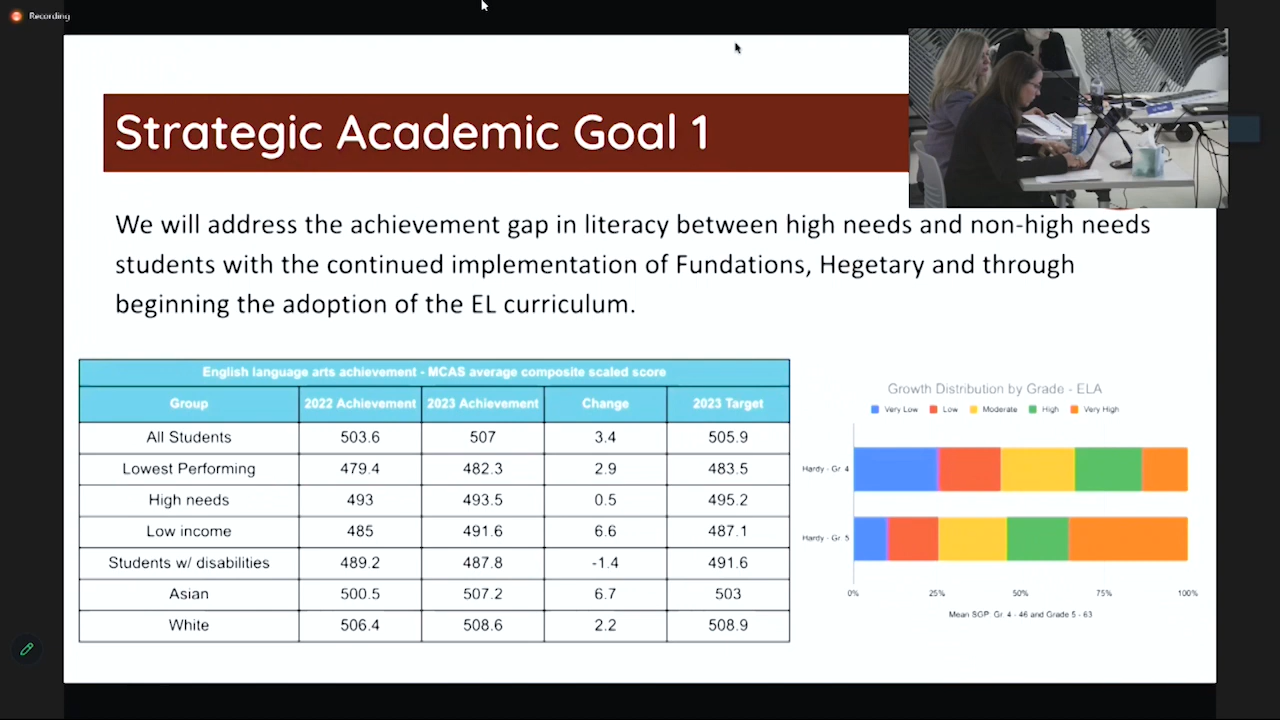 Recording
Strategic Academic Goal 1
We will address the achievement gap in literacy between high needs and non-high needs
students with the continued implementation of Fundations, Hegetary and through
beginning the adoption of the EL curriculum.
English language arts achievement - MCAS average composite scaled score
Group 2022 Achievement 2023 Achievement Change 2023 Target
All Students 503.6 507 3.4 505.9
Lowest Performing 479.4 482.3 2.9 483.5
High needs 493 493.5 0.5 495.2
Low income 485 491.6 6.6 487.1
Students w/ disabilities 489.2 487.8 -1.4 491.6
Asian 500.5 507.2 6.7 503
White 506.4 508.6 2.2 508.9
Growth Distribution by Grade - ELA
Very Low Low Moderate High Very High
Hardy - Gr. 4
Hardy - Gr. 5
0% 25% 50% 75% 100%
Mean SGP: Gr. 4 - 46 and Grade 5 - 63